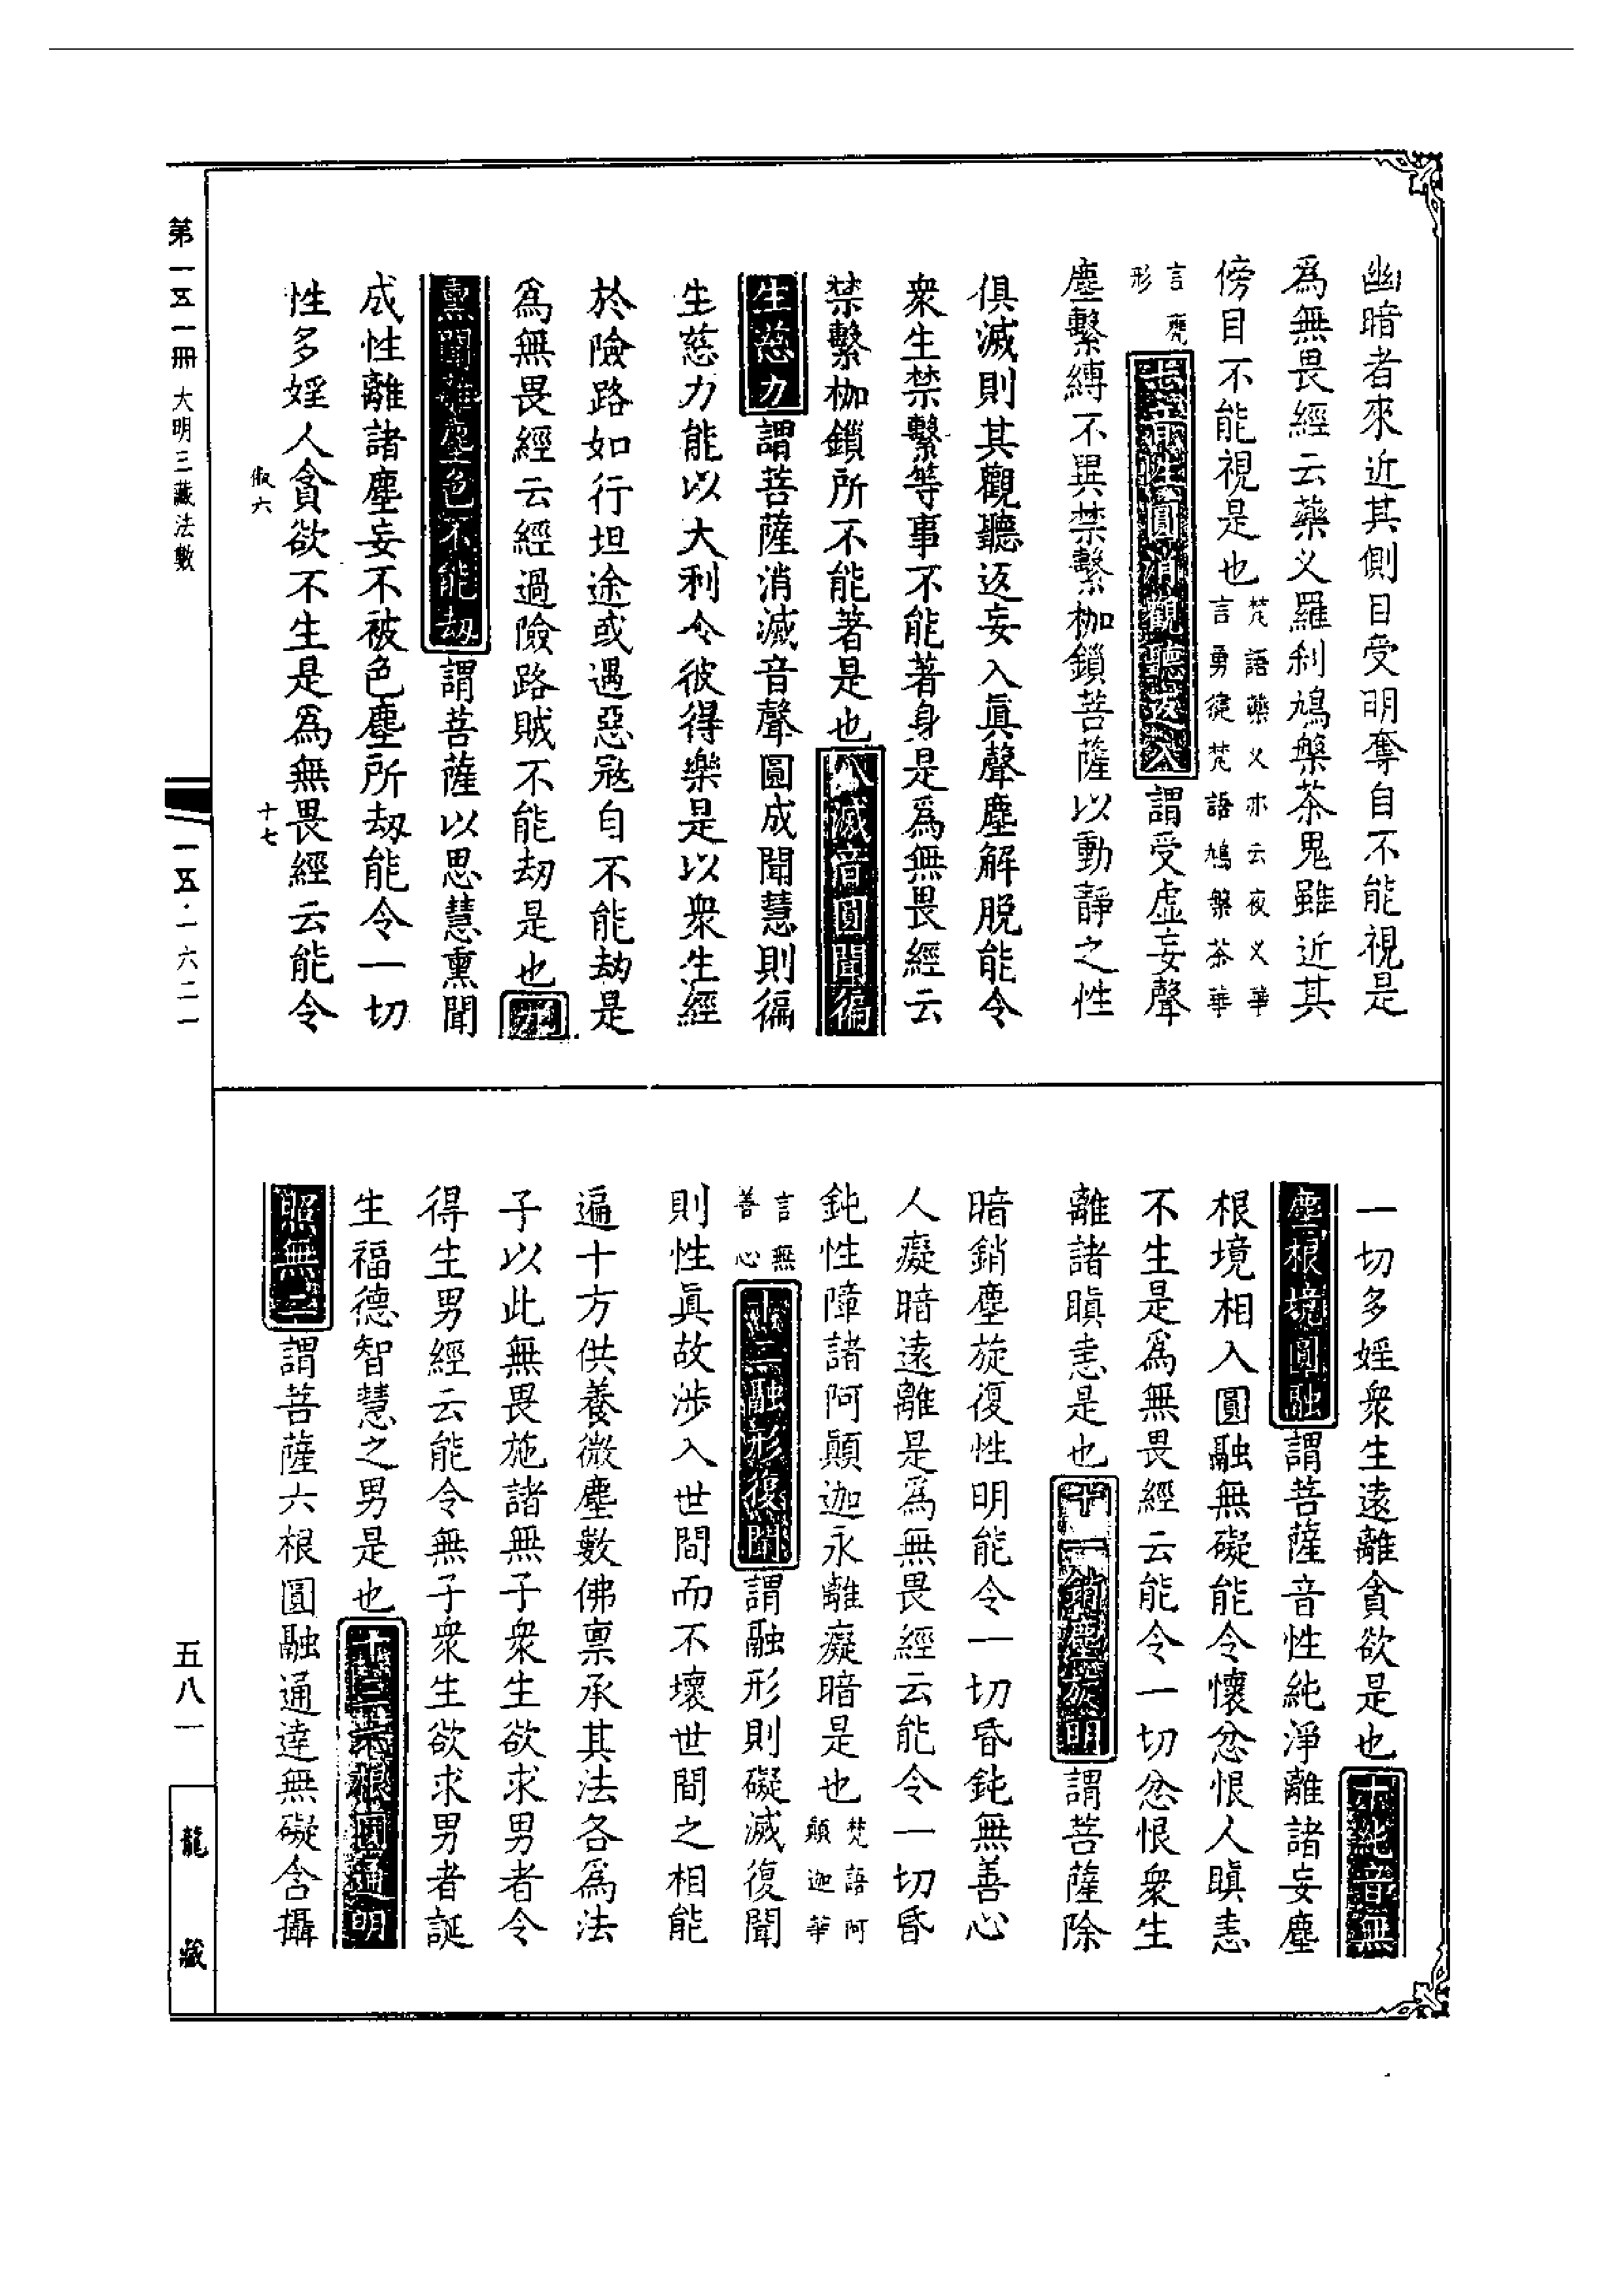 幽暗者來近其側目受明奪自不能視是
爲無畏經云藥义羅刹鳩槃茶鬼雖近其
傍目不能視是也梵語藥义亦云夜义華言勇徤梵語鳩槃茶華
言甕形七音性圓消觀聽返入謂受虛妄聲
塵繫縛不異禁繫枷鎖菩薩以動靜之性
俱滅則其觀聽返妄入眞聲塵解脫能令
衆生禁繫等事不能著身是爲無畏經云
禁繫枷鎖所不能著是也八滅音圓聞徧
生慈力謂菩薩消滅音聲圓成聞慧則徧
生慈力能以大利令彼得樂是以衆生經
於險路如行坦途或遇惡冦自不能劫是
爲無畏經云經過險路賊不能劫是也九
熏聞離塵色不能劫謂菩薩以思慧熏聞
成性離諸塵妄不被色塵所劫能令一切
性多婬人貪欲不生是爲無畏經云能令
一切多婬衆生遠離貪欲是也十純音無
塵根境圓融謂菩薩音性純淨離諸妄塵
根境相入圓融無礙能令懷忿恨人瞋恚
不生是爲無畏經云能令一切忿恨衆生
離諸瞋恚是也十一銷塵旋明謂菩薩除
暗銷塵旋復性明能令一切昏鈍無善心
人癡暗遠離是爲無畏經云能令一切昏
鈍性障諸阿顛迦永離癡暗是也梵語阿顛迦華
言無善心十二融形復聞謂融形則礙滅復聞
則性眞故涉入世間而不壞世間之相能
遍十方供養微塵數佛禀承其法各爲法
子以此無畏施諸無子衆生欲求男者令
得生男經云能令無子衆生欲求男者誕
生福德智慧之男是也十三六根圓通明
照無二謂菩薩六根圓融通達無礙含攝
第一五一册 大明三藏法數
假六
十七
一五·一六二一
五八一
龍藏